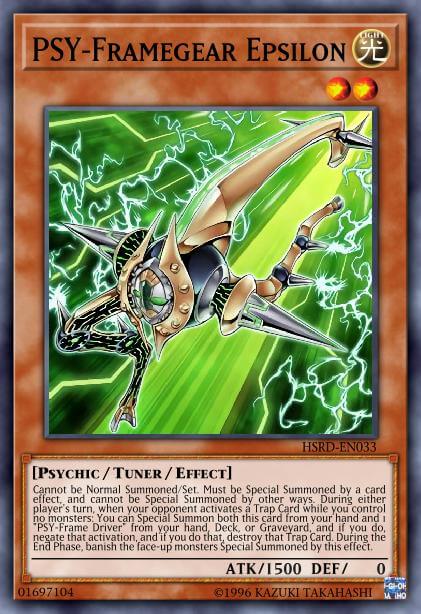 PSY-Framegear Epsilon
LIGHT
光
HSRD-EN033
[Psychic / Tuner / Effect]
Cannot be Normal Summoned/Set. Must be Special Summoned by a card
effect, and cannot be Special Summoned by other ways. During either
player's turn, when your opponent activates a Trap Card while you control
no monsters: You can Special Summon both this card from your hand and 1
"PSY-Frame Driver" from your hand, Deck, or Graveyard, and if you do,
negate that activation, and if you do that, destroy that Trap Card. During the
End Phase, banish the face-up monsters Special Summoned by this effect.
ATK/1500 DEF/ 0
01697104
©1996 KAZUKI TAKAHASHI